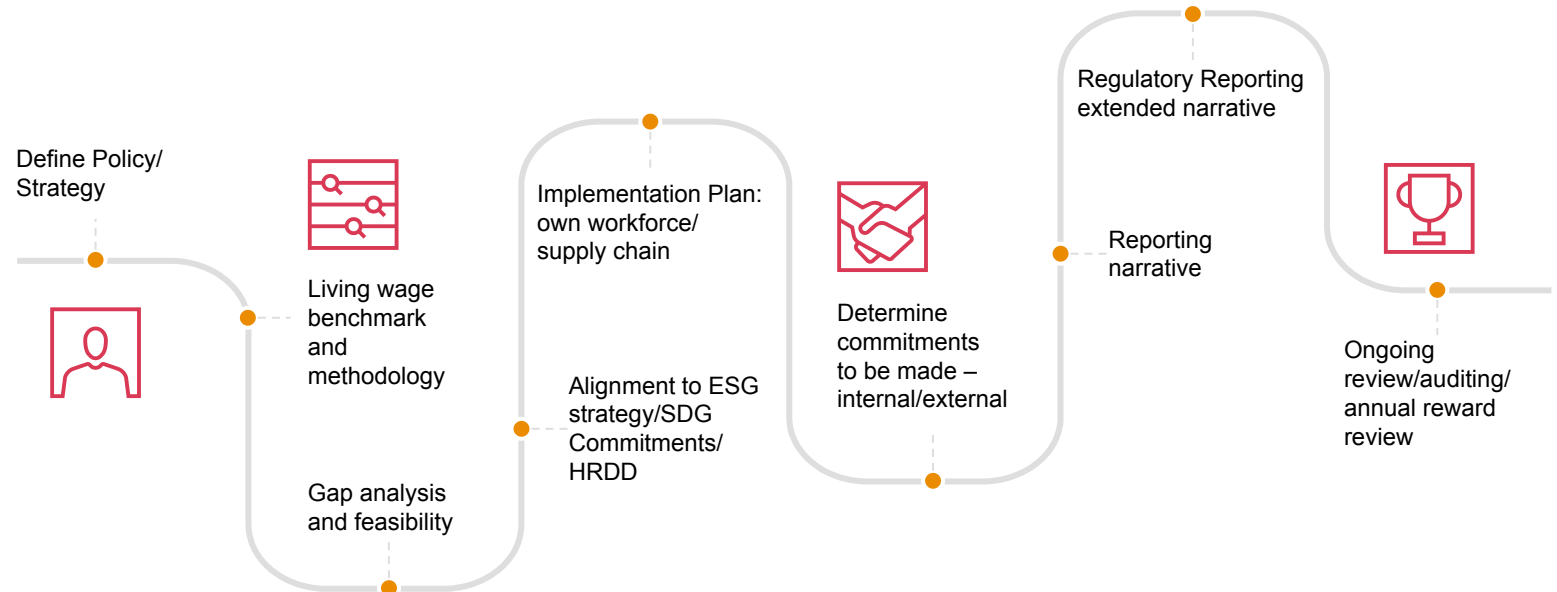 Define Policy/
Strategy
Living wage
benchmark
and
methodology
Gap analysis
and feasibility
Alignment to ESG
strategy/SDG
Commitments/
HRDD
Implementation Plan:
own workforce/
supply chain
Determine
commitments
to be made –
internal/external
Reporting
narrative
Regulatory Reporting
extended narrative
Ongoing
review/auditing/
annual reward
review